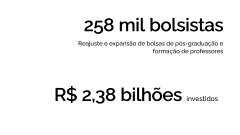 258 mil bolsistas
Reajuste e expansão de bolsas de pós-graduação e
formação de professores
R$ 2,38 bilhões investidos